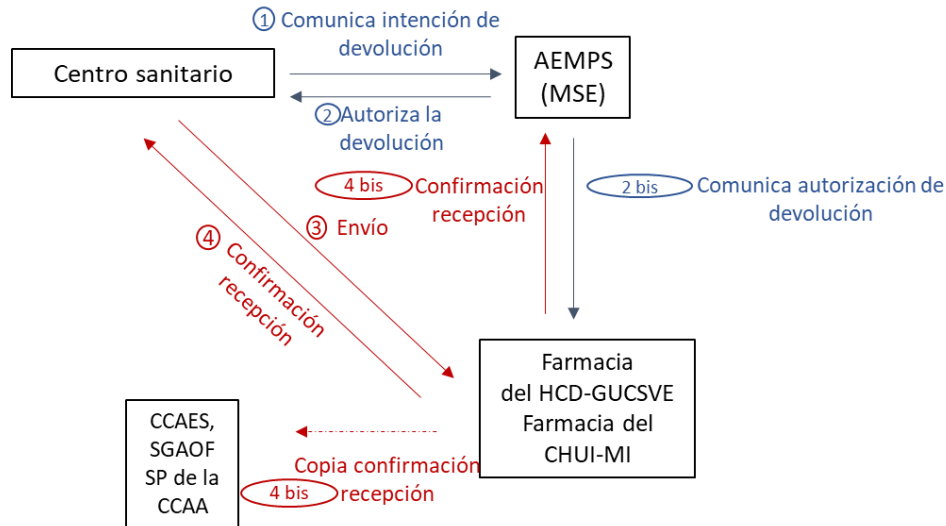 ① Comunica intención de
devolución
Centro sanitario
AEMPS
(MSE)
② Autoriza la
devolución
4 bis Confirmación
recepción
2 bis Comunica autorización de
devolución
③ Envío
④ Confirmación
recepción
Farmacia
del HCD-GUCSVE
Farmacia del
CHUI-MI
CCAES,
SGAOF
SP de la
CCAA
Copia confirmación
4 bis recepción